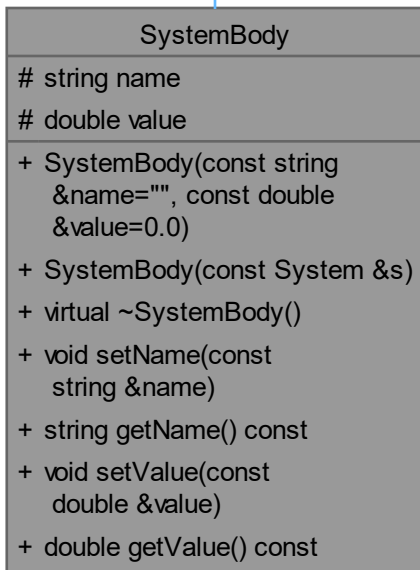 SystemBody
# string name
# double value
+ SystemBody(const string
&name="", const double
&value=0.0)
+ SystemBody(const System &s)
+ virtual ~SystemBody()
+ void setName(const
string &name)
+ string getName() const
+ void setValue(const
double &value)
+ double getValue() const